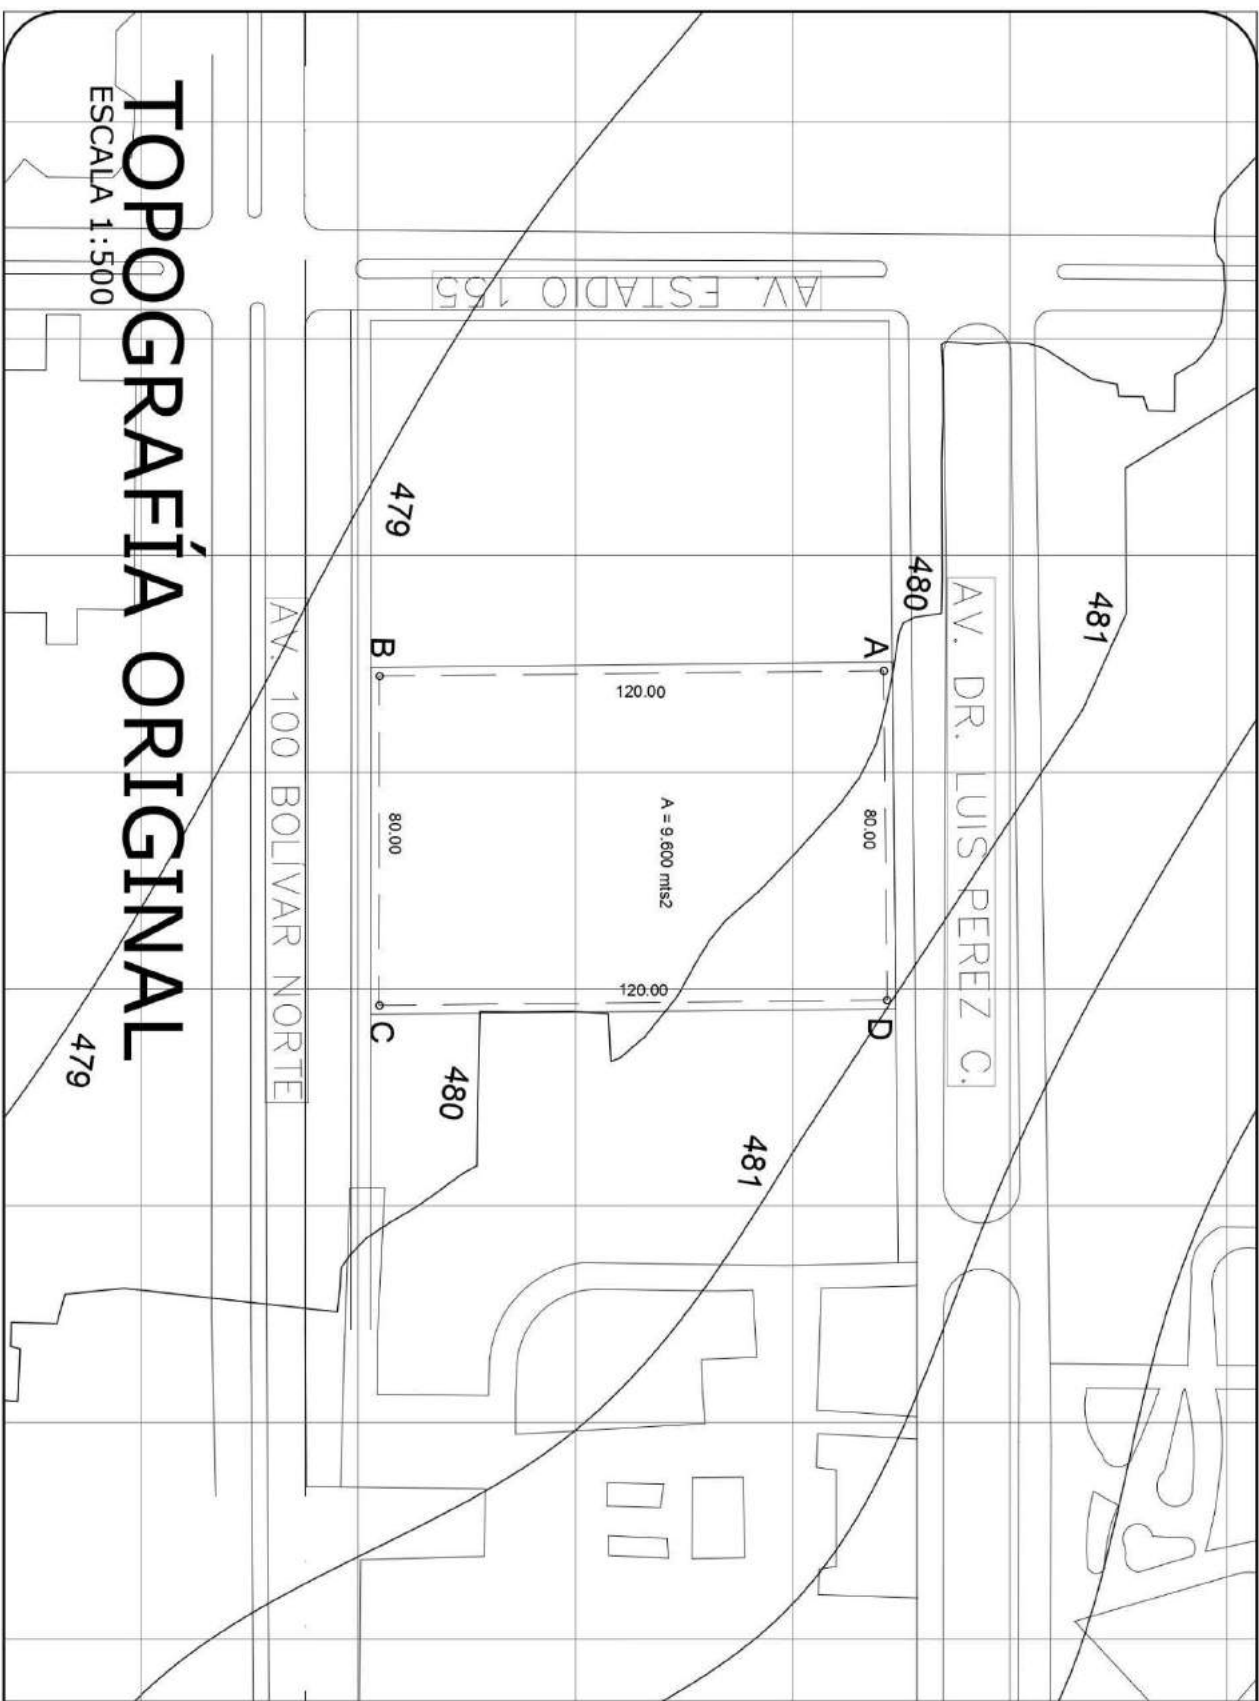 TOPOGRAFÍA ORIGINAL
ESCALA 1:500
AV. ESTADIO 155
AV. DR. LUIS PEREZ C.
AV. 100 BOLÍVAR NORTE
479
480
481
A
B
120.00
80.00
80.00
A = 9.600 mts2
120.00
C
D
480
481
479